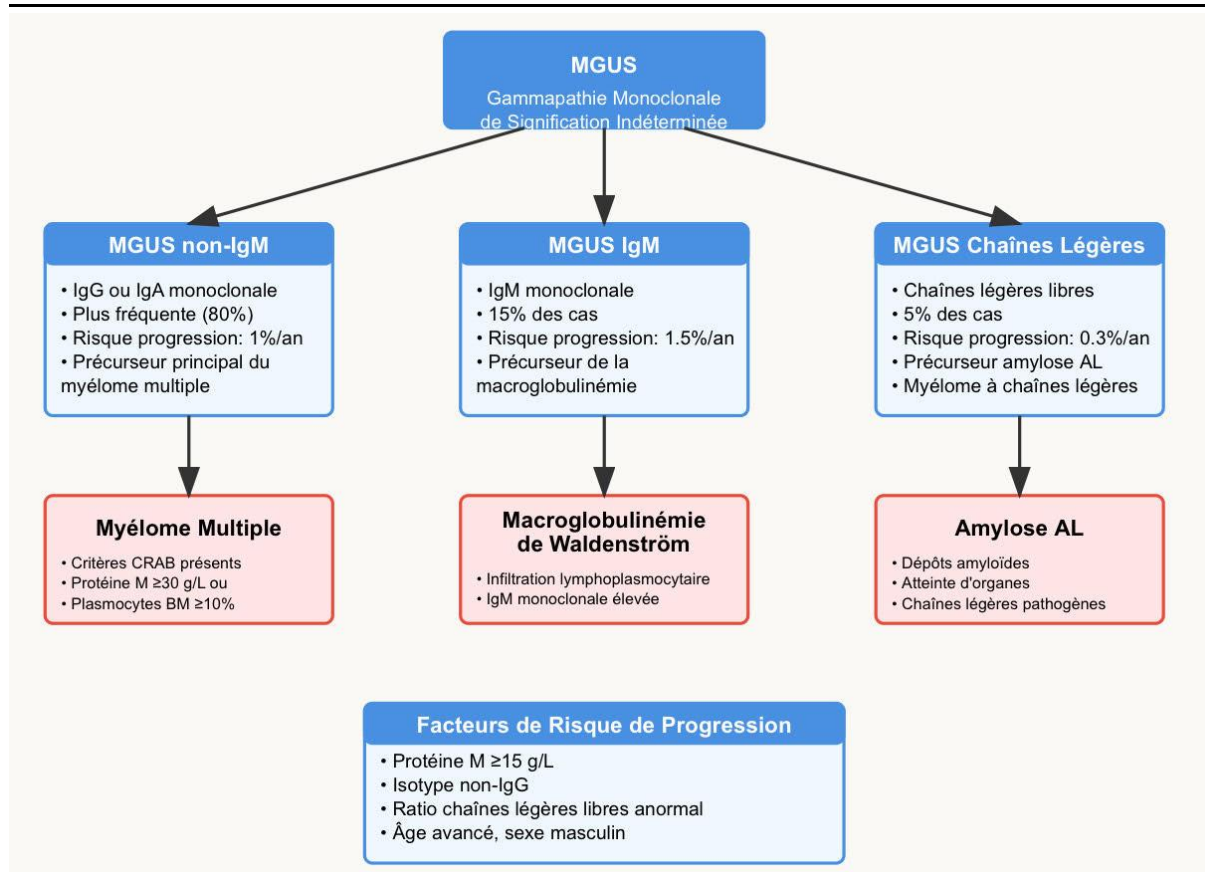 MGUS
Gammapathie Monoclonale
de Signification Indéterminée
MGUS non-IgM
• IgG ou IgA monoclonale
• Plus fréquente (80%)
• Risque progression: 1%/an
• Précurseur principal du
myélome multiple
MGUS IgM
• IgM monoclonale
• 15% des cas
• Risque progression: 1.5%/an
• Précurseur de la
macroglobulinémie
MGUS Chaînes Légères
• Chaînes légères libres
• 5% des cas
• Risque progression: 0.3%/an
• Précurseur amylose AL
• Myélome à chaînes légères
Myélome Multiple
• Critères CRAB présents
• Protéine M ≥30 g/L ou
• Plasmocytes BM ≥10%
Macroglobulinémie
de Waldenström
• Infiltration lymphoplasmocytaire
• IgM monoclonale élevée
Amylose AL
• Dépôts amyloïdes
• Atteinte d'organes
• Chaînes légères pathogènes
Facteurs de Risque de Progression
• Protéine M ≥15 g/L
• Isotype non-IgG
• Ratio chaînes légères libres anormal
• Âge avancé, sexe masculin